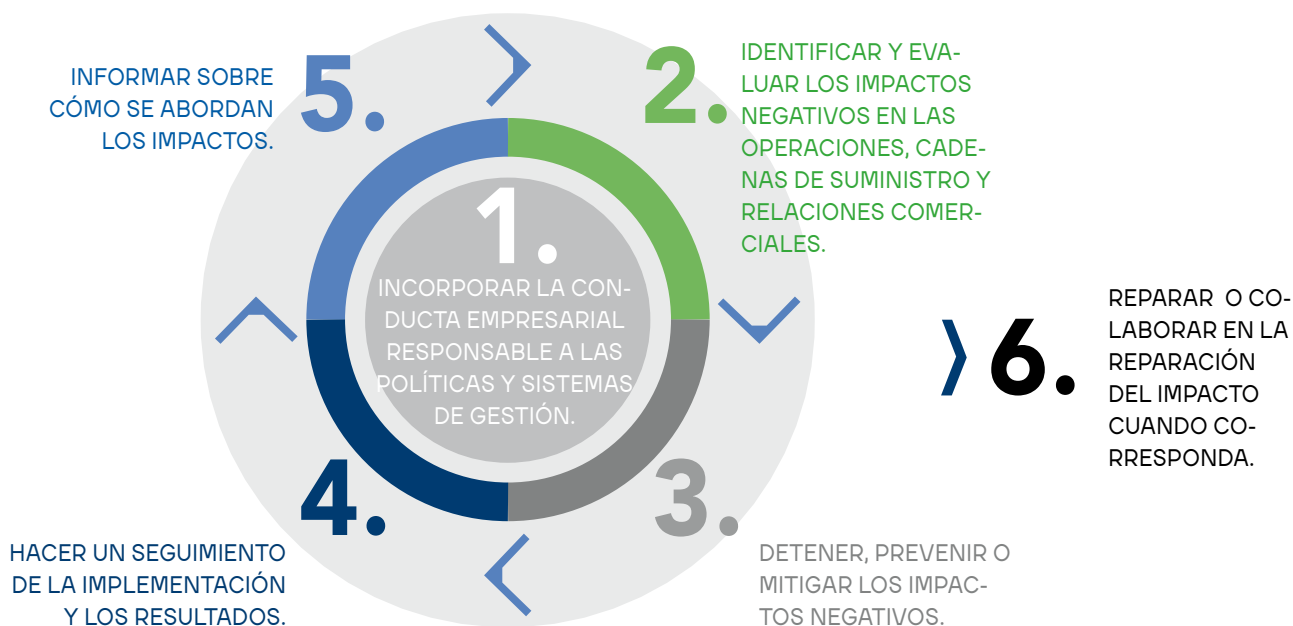 1.
INCORPORAR LA CON-
DUCTA EMPRESARIAL
RESPONSABLE A LAS
POLÍTICAS Y SISTEMAS
DE GESTIÓN.
2.
IDENTIFICAR Y EVA-
LUAR LOS IMPACTOS
NEGATIVOS EN LAS
OPERACIONES, CADE-
NAS DE SUMINISTRO Y
RELACIONES COMER-
CIALES.
3.
DETENER, PREVENIR O
MITIGAR LOS IMPAC-
TOS NEGATIVOS.
4.
HACER UN SEGUIMIENTO
DE LA IMPLEMENTACIÓN
Y LOS RESULTADOS.
5.
INFORMAR SOBRE
CÓMO SE ABORDAN
LOS IMPACTOS.
6.
REPARAR O CO-
LABORAR EN LA
REPARACIÓN
DEL IMPACTO
CUANDO CO-
RRESPONDA.